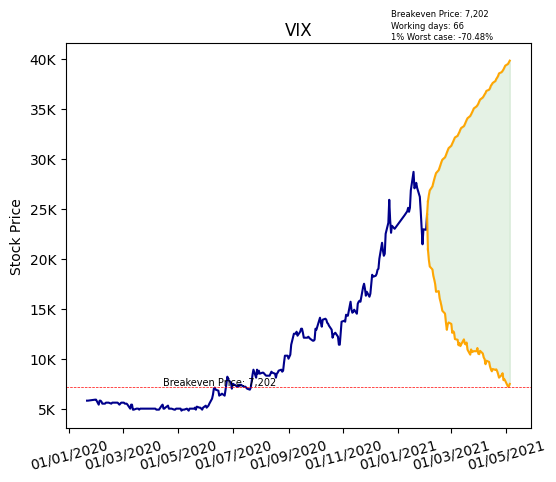 Breakeven Price: 7,202
Working days: 66
1% Worst case: -70.48%
VIX
Stock Price
40K
35K
30K
25K
20K
15K
10K
5K
Breakeven Price: 7,202
01/01/2020
01/03/2020
01/05/2020
01/07/2020
01/09/2020
01/11/2020
01/01/2021
01/03/2021
01/05/2021